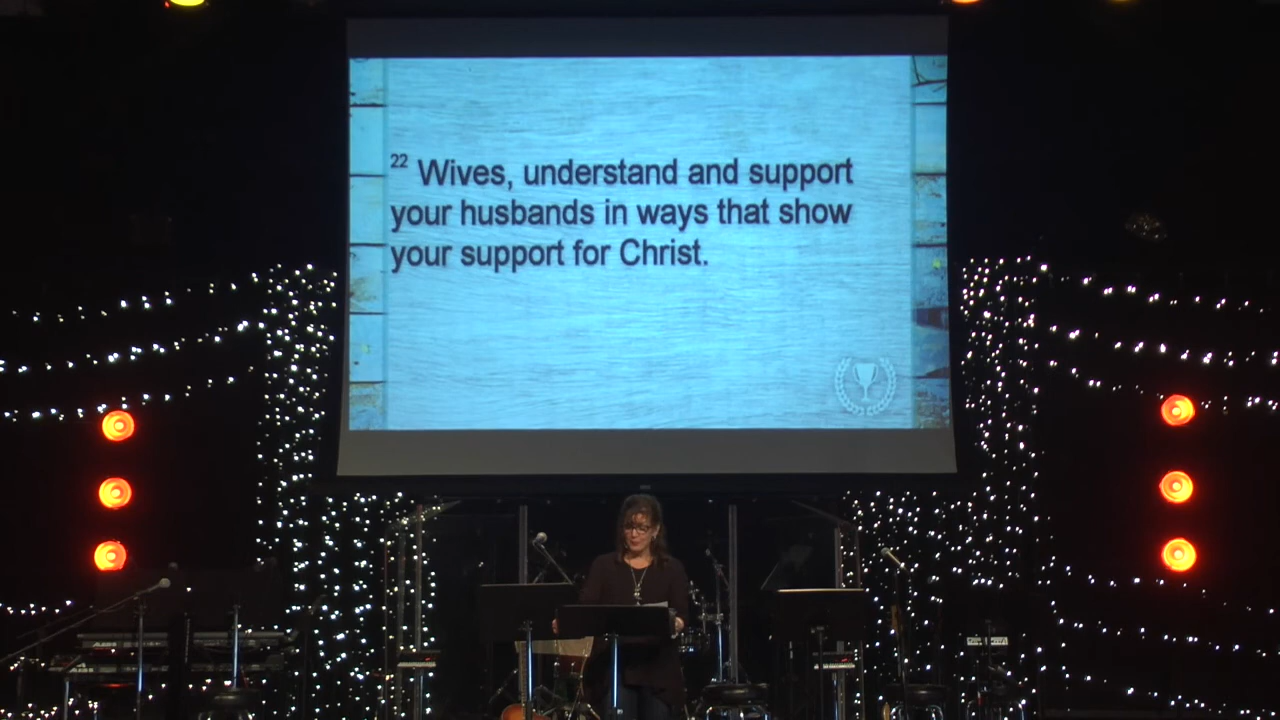 22 Wives, understand and support
your husbands in ways that show
your support for Christ.